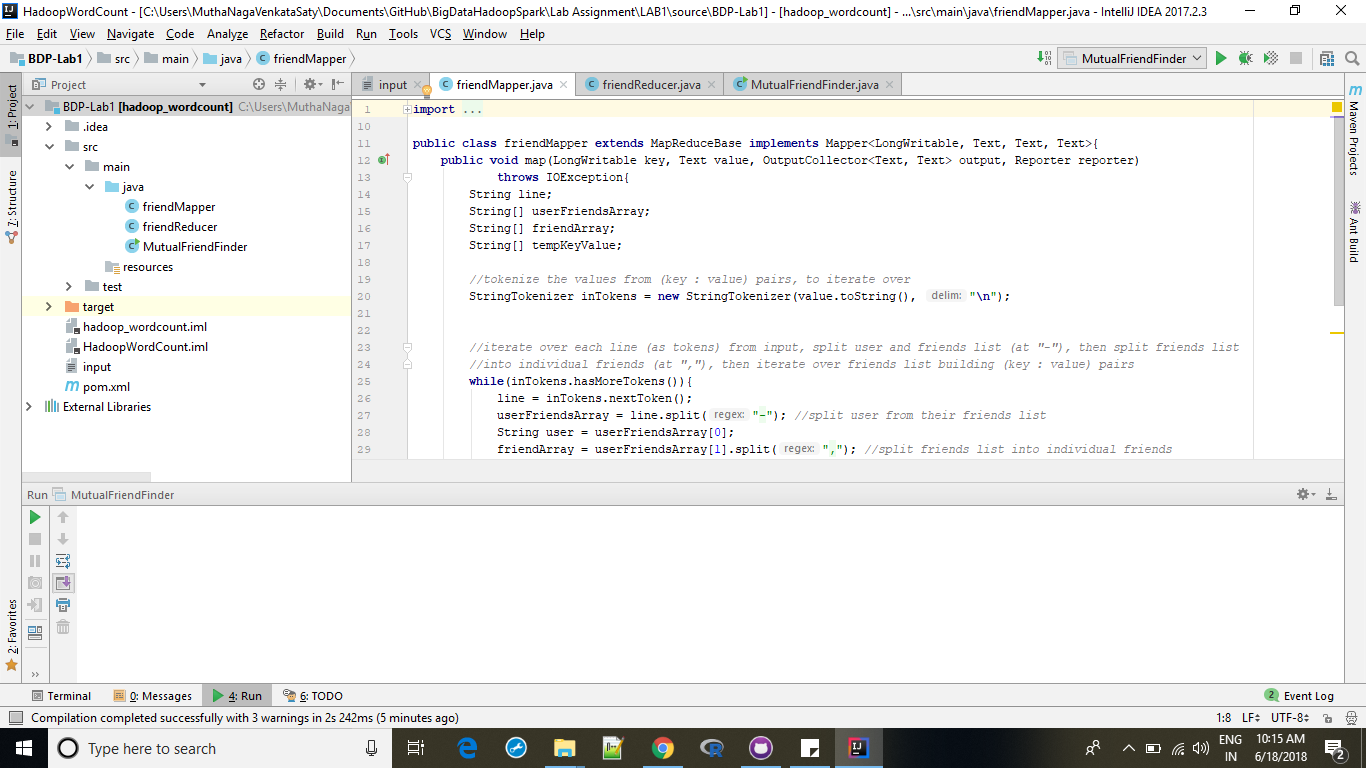 HadoopWordCount - [C:\Users\MuthaNagaVenkataSaty\Documents\GitHub\BigDataHadoopSpark\Lab Assignment\LAB1\source\BDP-Lab1] - [hadoop_wordcount] - ...\src\main\java\friendMapper.java - IntelliJ IDEA 2017.2.3
File Edit View Navigate Code Analyze Refactor Build Run Tools VCS Window Help
BDP-Lab1 src main java friendMapper MutualFriendFinder
Project
input friendMapper.java friendReducer.java MutualFriendFinder.java
1: Project
7: Structure
2: Favorites
BDP-Lab1 [hadoop_wordcount] C:\Users\MuthaNaga
.idea
src
main
java
friendMapper
friendReducer
MutualFriendFinder
resources
test
target
hadoop_wordcount.iml
HadoopWordCount.iml
input
pom.xml
External Libraries
1 import ...
10
11 public class friendMapper extends MapReduceBase implements Mapper<LongWritable, Text, Text, Text>{
12 public void map(LongWritable key, Text value, OutputCollector<Text, Text> output, Reporter reporter)
13 throws IOException{
14 String line;
15 String[] userFriendsArray;
16 String[] friendArray;
17 String[] tempKeyValue;
18
19 //tokenize the values from (key : value) pairs, to iterate over
20 StringTokenizer inTokens = new StringTokenizer(value.toString(), delim: "\n");
21
22
23 //iterate over each line (as tokens) from input, split user and friends list (at "-"), then split friends list
24 //into individual friends (at ","), then iterate over friends list building (key : value) pairs
25 while(inTokens.hasMoreTokens()){
26 line = inTokens.nextToken();
27 userFriendsArray = line.split( regex: "-"); //split user from their friends list
28 String user = userFriendsArray[0];
29 friendArray = userFriendsArray[1].split( regex: ","); //split friends list into individual friends
Maven Projects
Ant Build
Run MutualFriendFinder
Terminal 0: Messages 4: Run 6: TODO 2 Event Log
Compilation completed successfully with 3 warnings in 2s 242ms (5 minutes ago) 1:8 LF UTF-8
Type here to search
ENG
IN
10:15 AM
6/18/2018
2